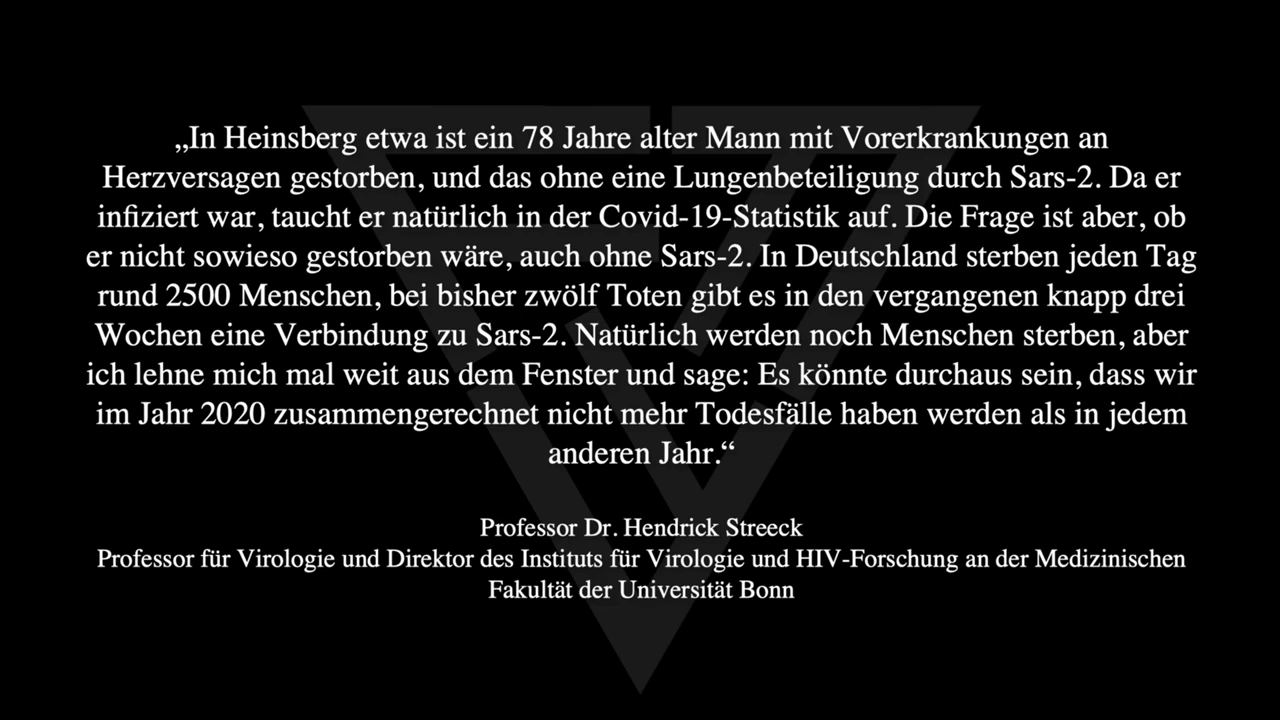 „In Heinsberg etwa ist ein 78 Jahre alter Mann mit Vorerkrankungen an
Herzversagen gestorben, und das ohne eine Lungenbeteiligung durch Sars-2. Da er
infiziert war, taucht er natürlich in der Covid-19-Statistik auf. Die Frage ist aber, ob
er nicht sowieso gestorben wäre, auch ohne Sars-2. In Deutschland sterben jeden Tag
rund 2500 Menschen, bei bisher zwölf Toten gibt es in den vergangenen knapp drei
Wochen eine Verbindung zu Sars-2. Natürlich werden noch Menschen sterben, aber
ich lehne mich mal weit aus dem Fenster und sage: Es könnte durchaus sein, dass wir
im Jahr 2020 zusammengerechnet nicht mehr Todesfälle haben werden als in jedem
anderen Jahr.“
Professor Dr. Hendrick Streeck
Professor für Virologie und Direktor des Instituts für Virologie und HIV-Forschung an der Medizinischen
Fakultät der Universität Bonn